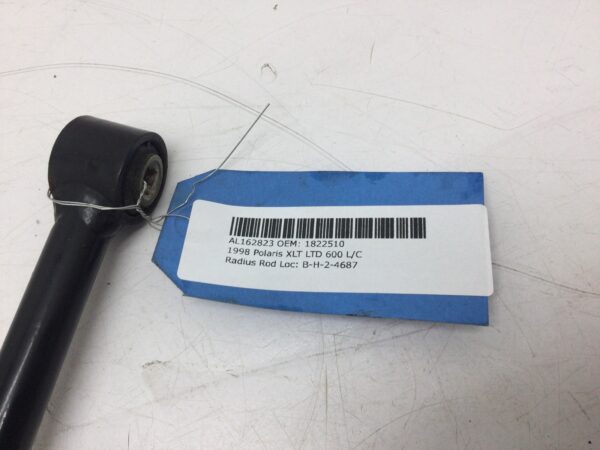 AL162823 OEM: 1822510
1998 Polaris XLT LTD 600 L/C
Radius Rod Loc: B-H-2-4687